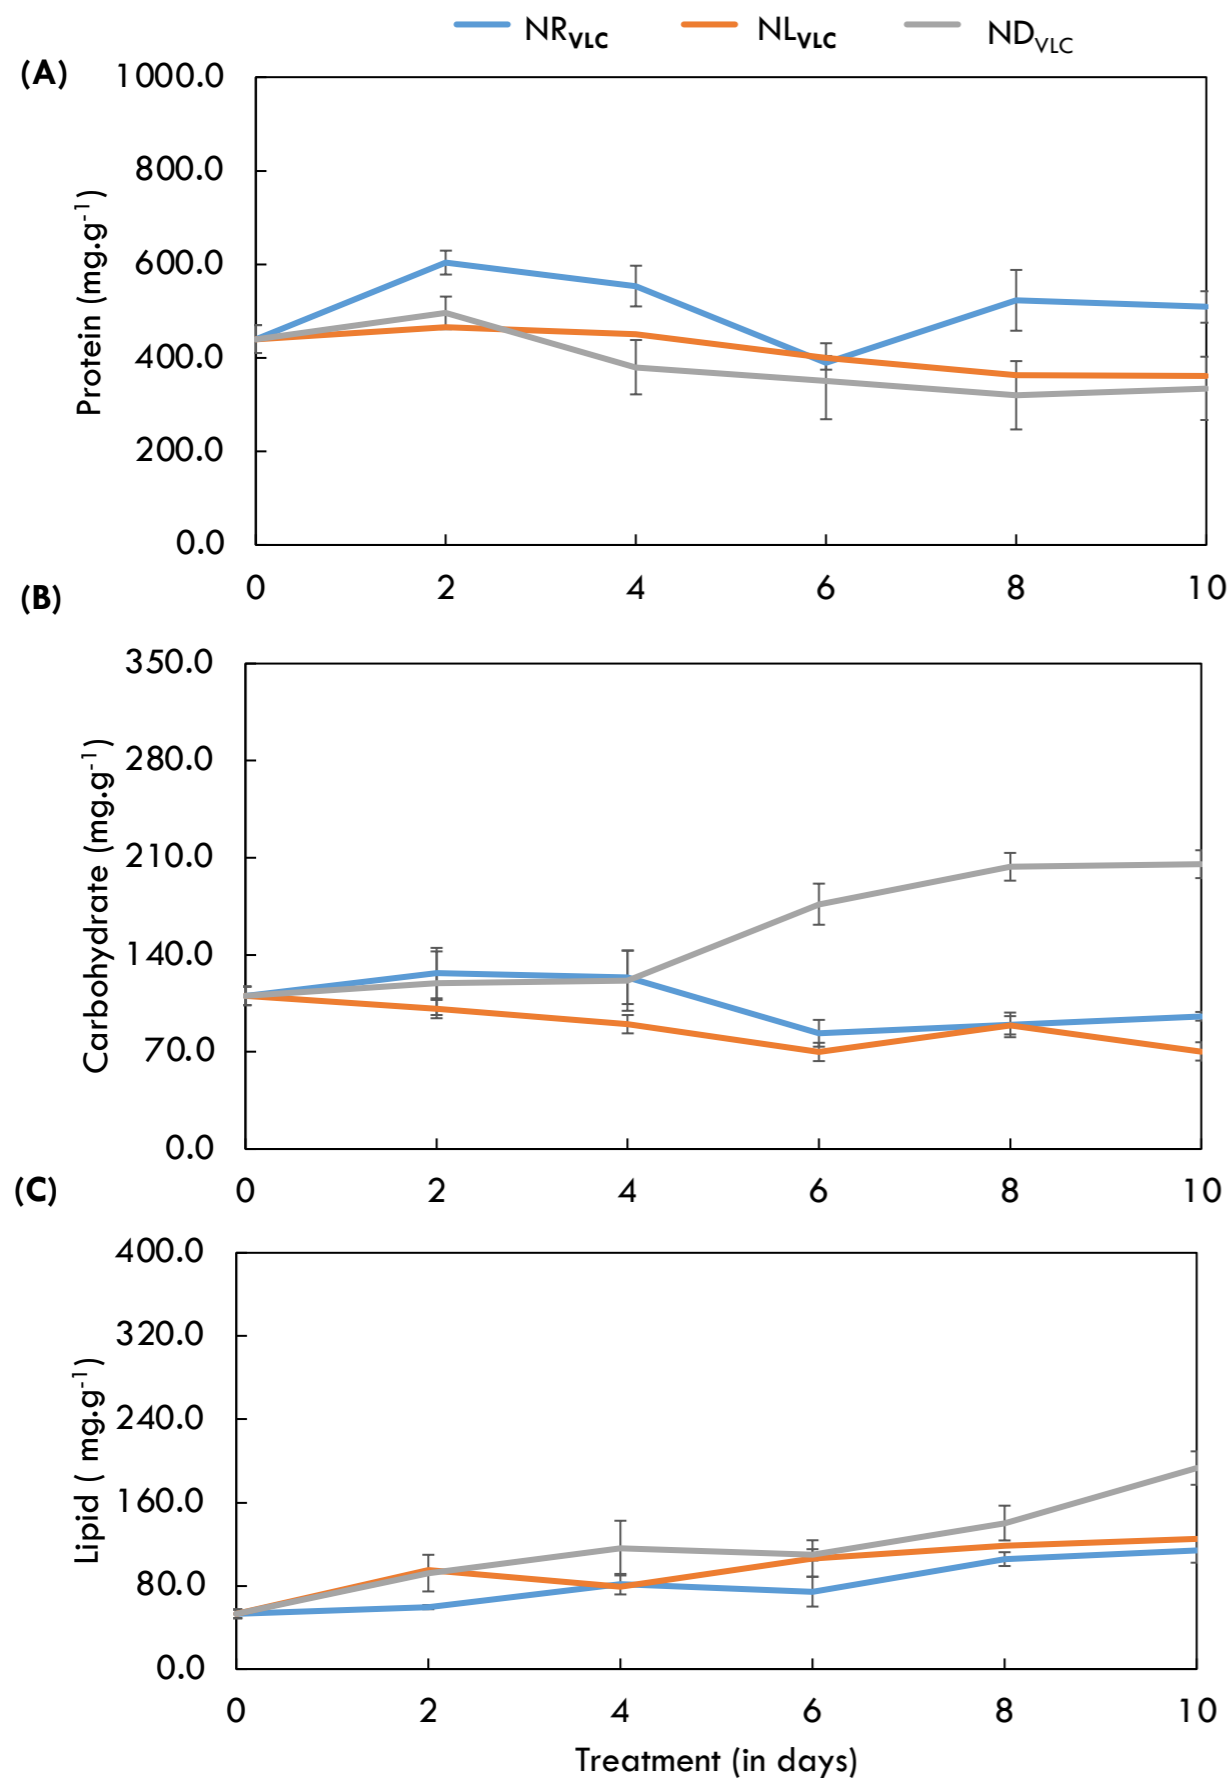 NRVLC NLVLC NDVLC
(A)
1000.0
800.0
600.0
400.0
200.0
0.0
Protein (mg.g-1)
0 2 4 6 8 10
(B)
350.0
280.0
210.0
140.0
70.0
0.0
Carbohydrate (mg.g-1)
0 2 4 6 8 10
(C)
400.0
320.0
240.0
160.0
80.0
0.0
Lipid ( mg.g-1)
0 2 4 6 8 10
Treatment (in days)